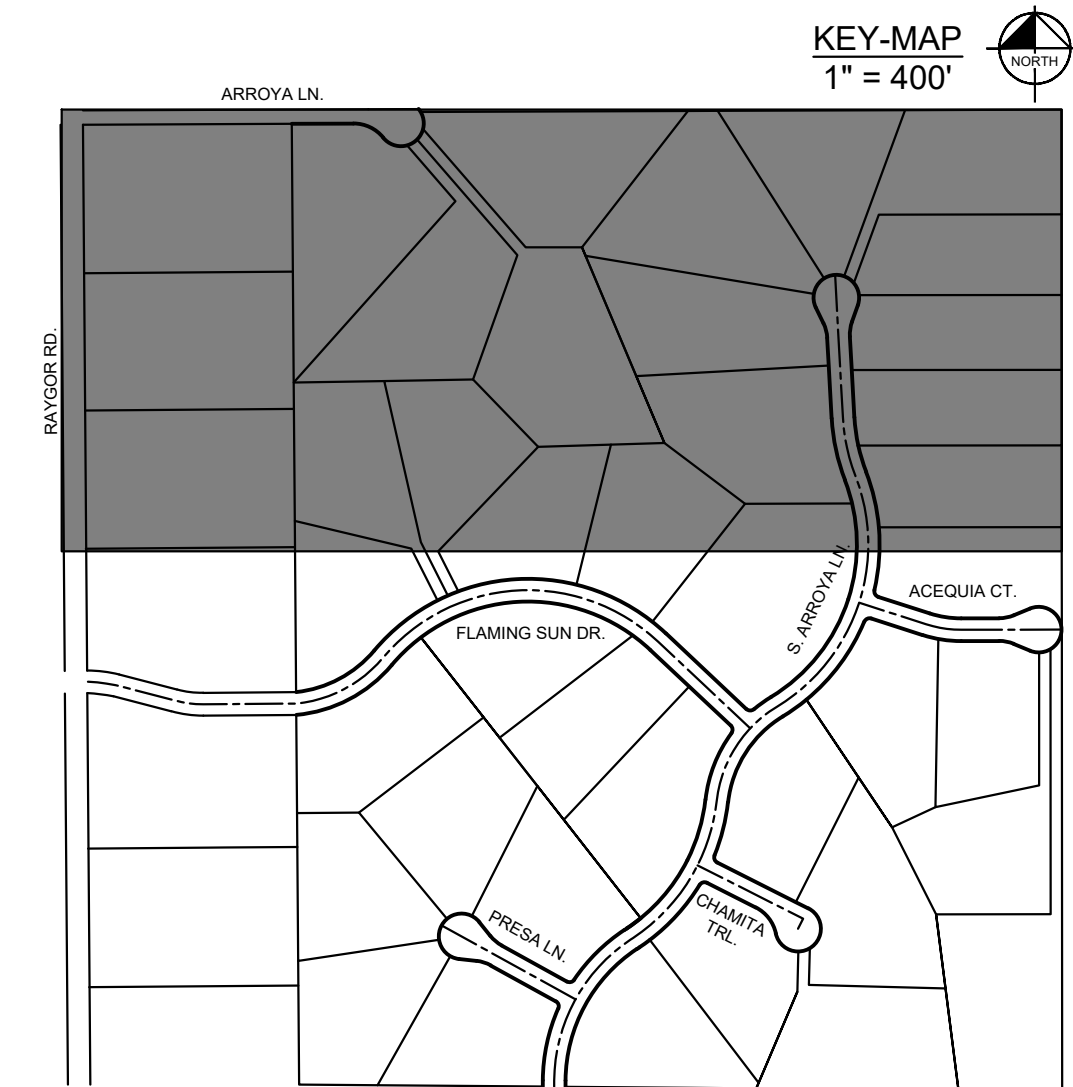 KEY-MAP
1" = 400'
NORTH
ARROYA LN.
RAYGOR RD.
S. ARROYA LN.
ACEQUIA CT.
FLAMING SUN DR.
CHAMITA
TRL.
PRESA LN.